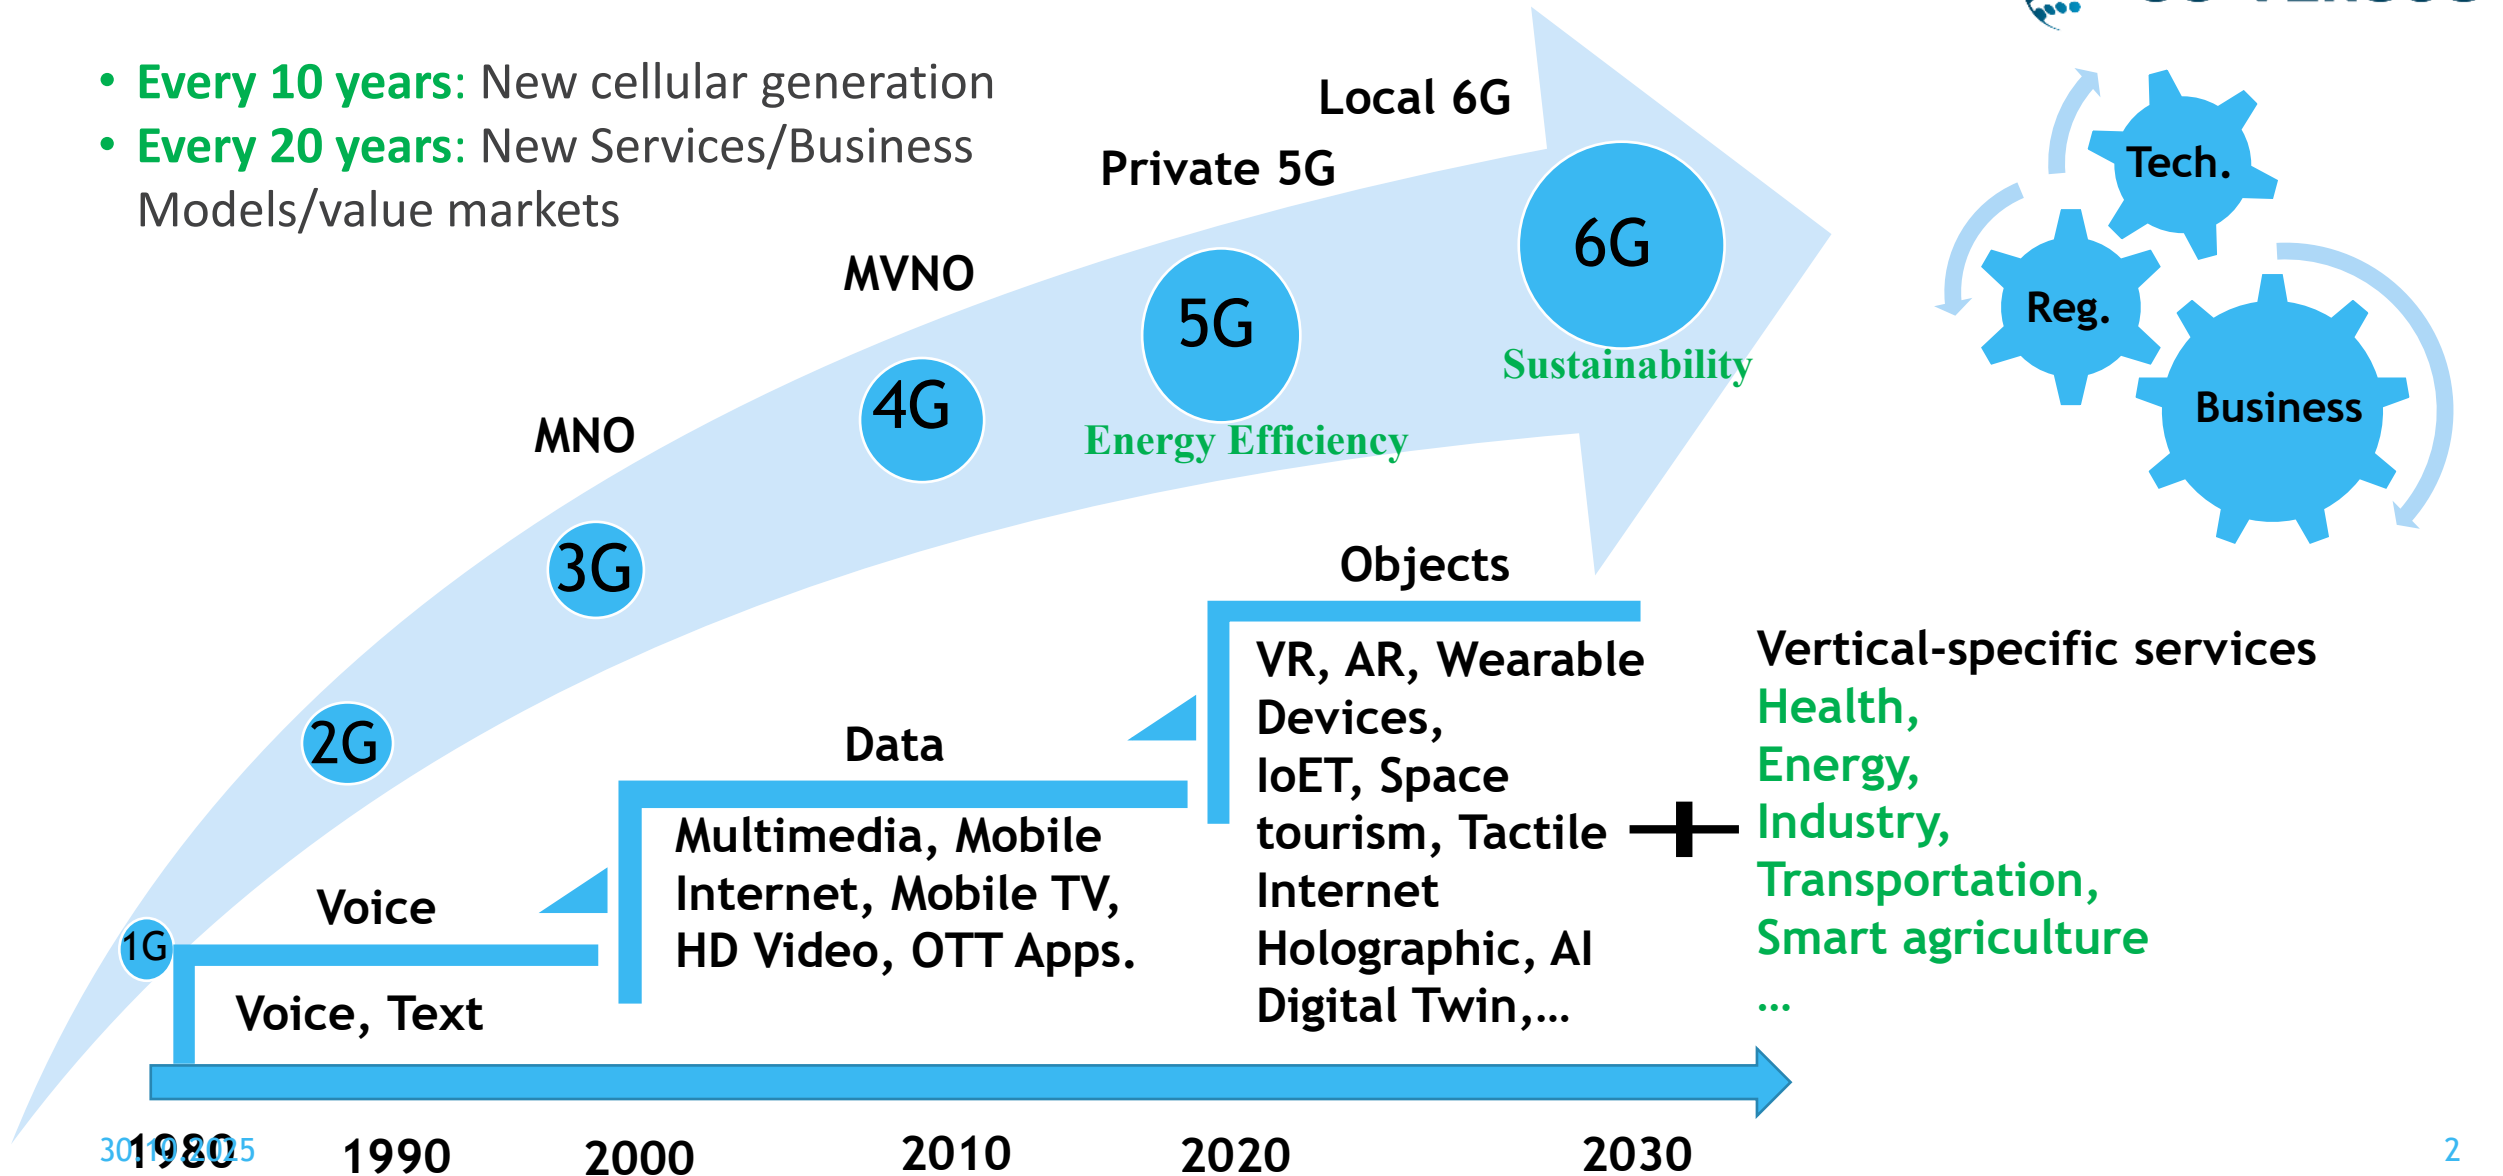 • Every 10 years: New cellular generation
• Every 20 years: New Services/Business
Models/value markets
Local 6G
Private 5G
MVNO
MNO
6G
5G
4G
3G
2G
1G
Sustainability
Energy Efficiency
Tech.
Reg.
Business
Objects
VR, AR, Wearable
Devices,
IoET, Space
tourism, Tactile
Internet
Holographic, AI
Digital Twin,...
Vertical-specific services
Health,
Energy,
Industry,
Transportation,
Smart agriculture
...
Data
Multimedia, Mobile
Internet, Mobile TV,
HD Video, OTT Apps.
Voice
Voice, Text
1980
1990
2000
2010
2020
2030
30.10.2025
2